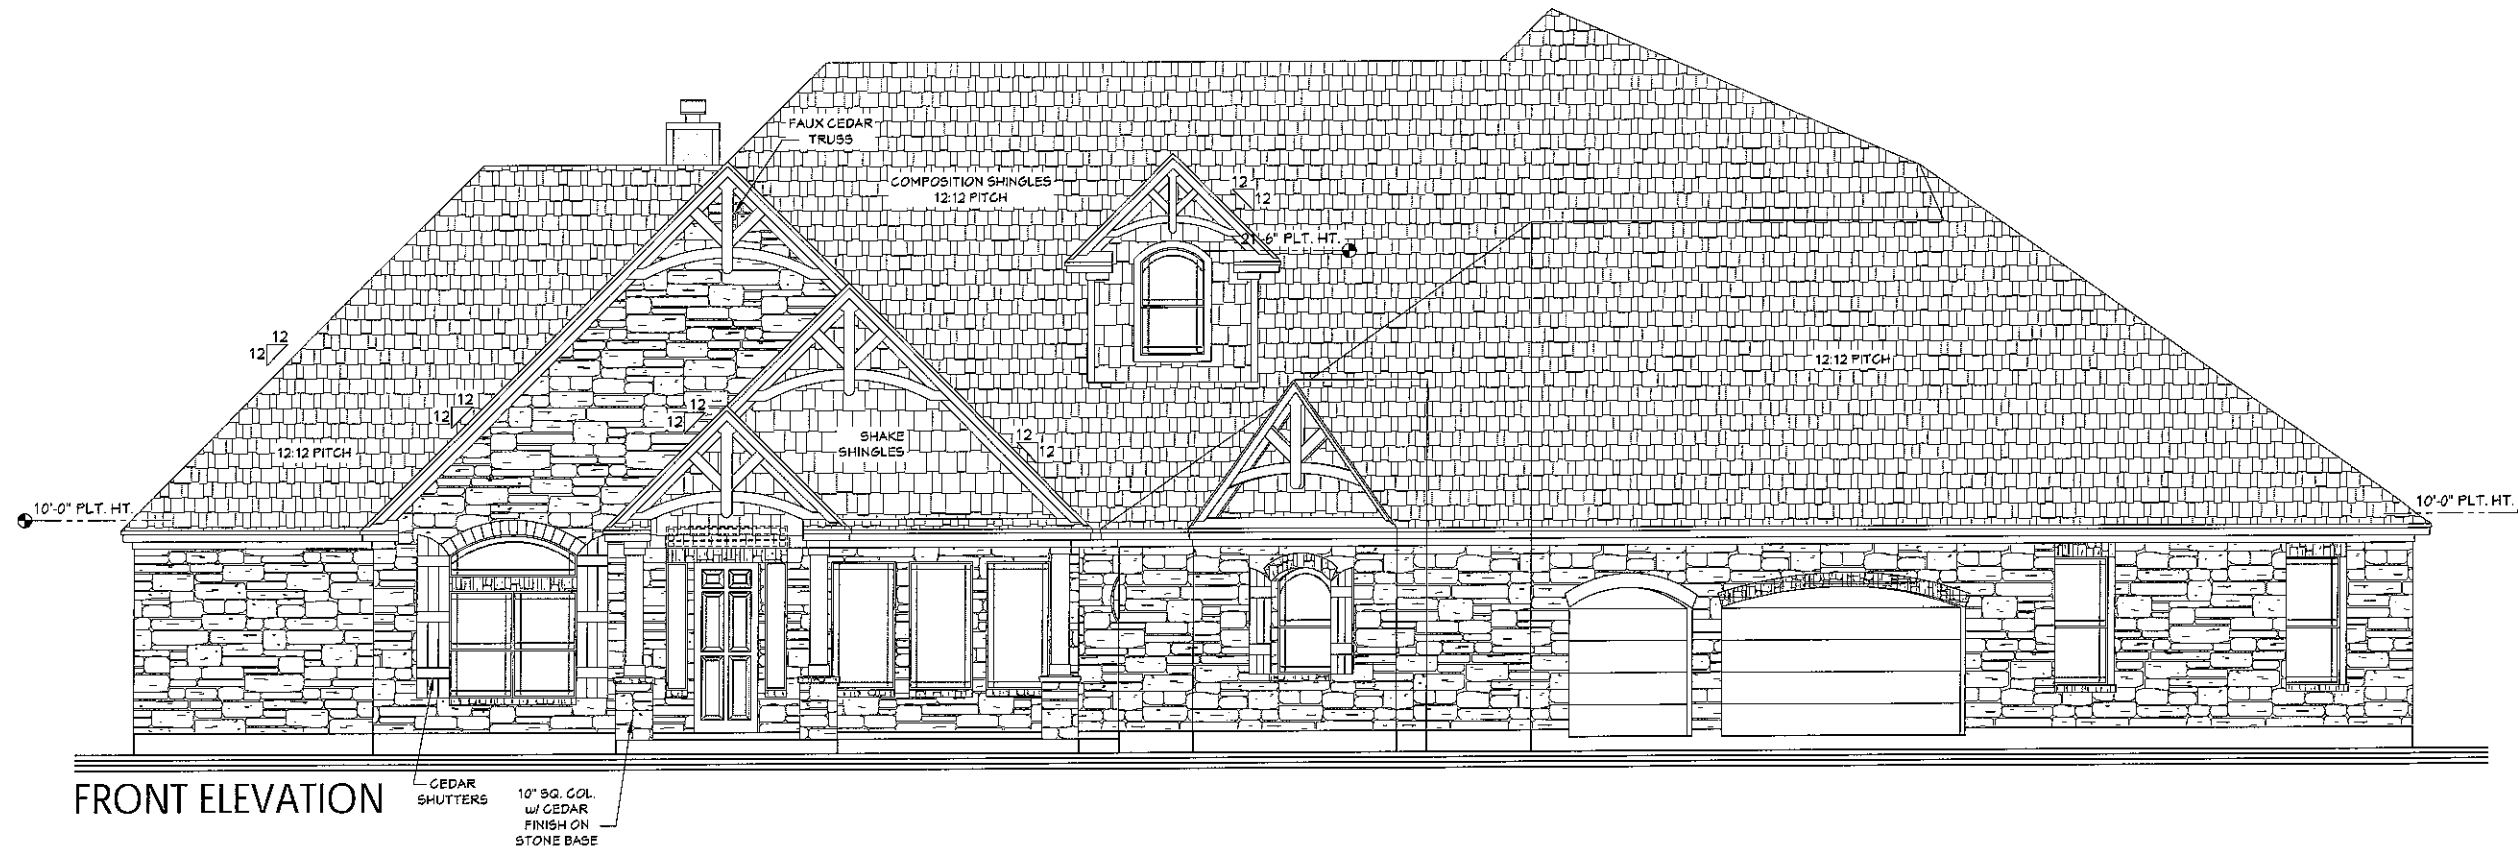 FAUX CEDAR
TRUSS
COMPOSITION SHINGLES
12:12 PITCH
12
12
21'-6" PLT. HT.
12
12
12:12 PITCH
12
12
12
12
SHAKE
SHINGLES
12
12
12:12 PITCH
10'-0" PLT. HT.
10'-0" PLT. HT.
FRONT ELEVATION
CEDAR
SHUTTERS
10" SQ. COL.
w/ CEDAR
FINISH ON
STONE BASE